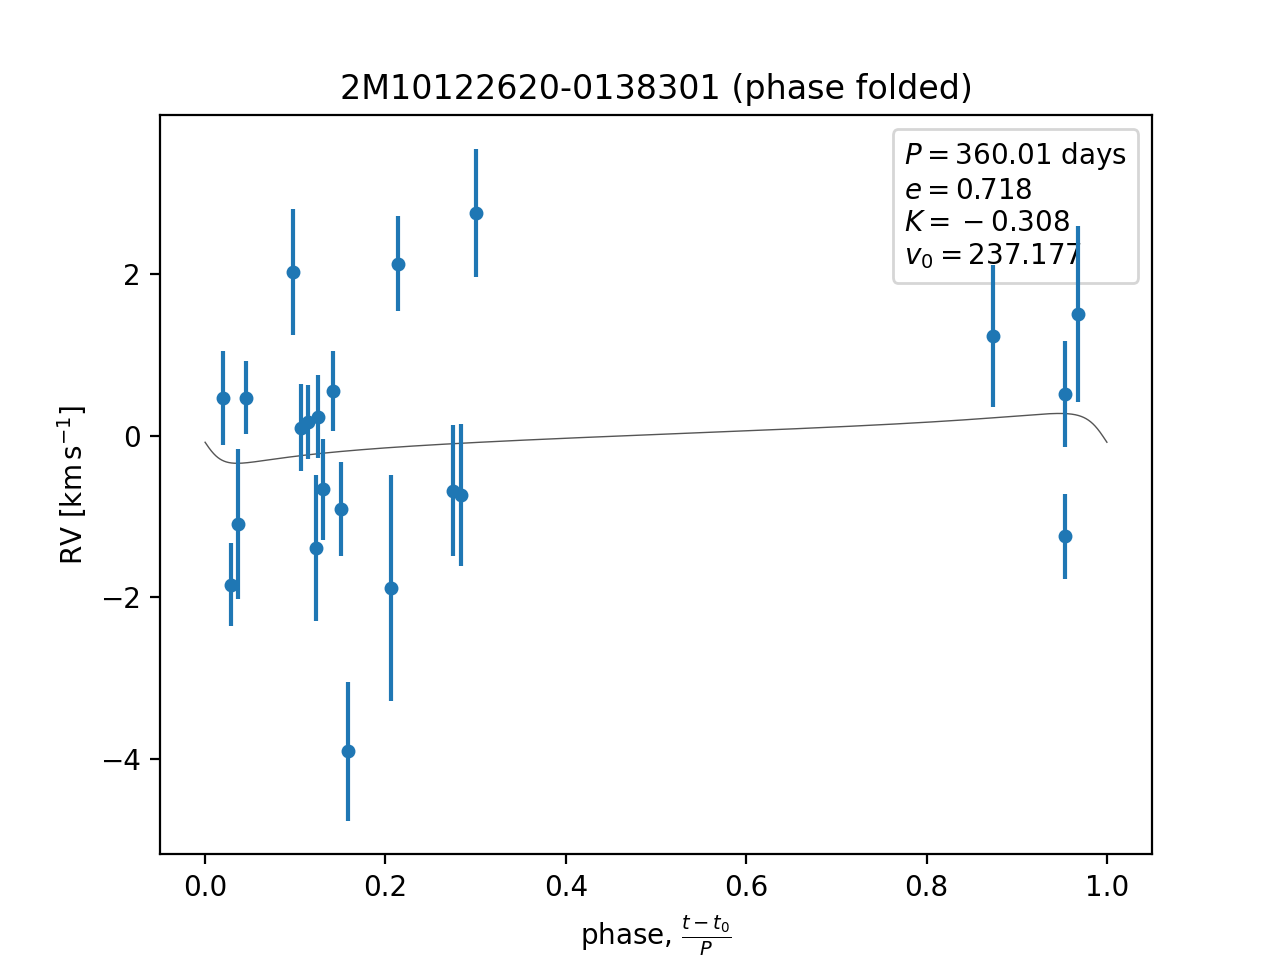 2M10122620-0138301 (phase folded)
P = 360.01 days
e = 0.718
K = −0.308
v₀ = 237.177
RV [km s⁻¹]
2
0
−2
−4
0.0 0.2 0.4 0.6 0.8 1.0
phase, (t − t₀)/P